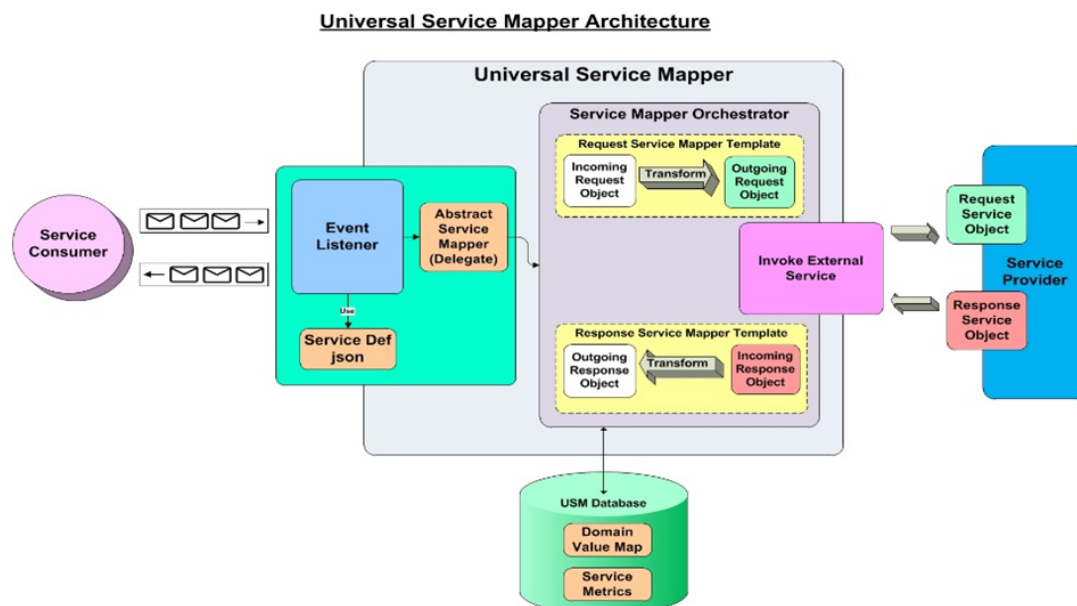 Universal Service Mapper Architecture
Universal Service Mapper
Service Mapper Orchestrator
Request Service Mapper Template
Incoming
Request
Object
Transform
Outgoing
Request
Object
Service
Consumer
Event
Listener
Abstract
Service
Mapper
(Delegate)
Use
Service Def
json
Invoke External
Service
Request
Service
Object
Service
Provider
Response
Service
Object
Response Service Mapper Template
Outgoing
Response
Object
Transform
Incoming
Response
Object
USM Database
Domain
Value Map
Service
Metrics